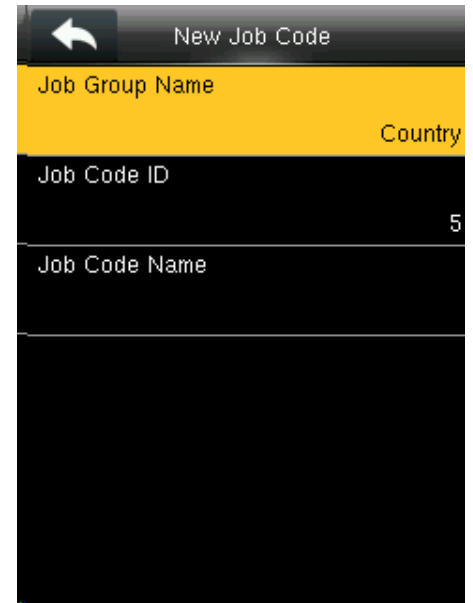 New Job Code
Job Group Name
Country
Job Code ID
5
Job Code Name